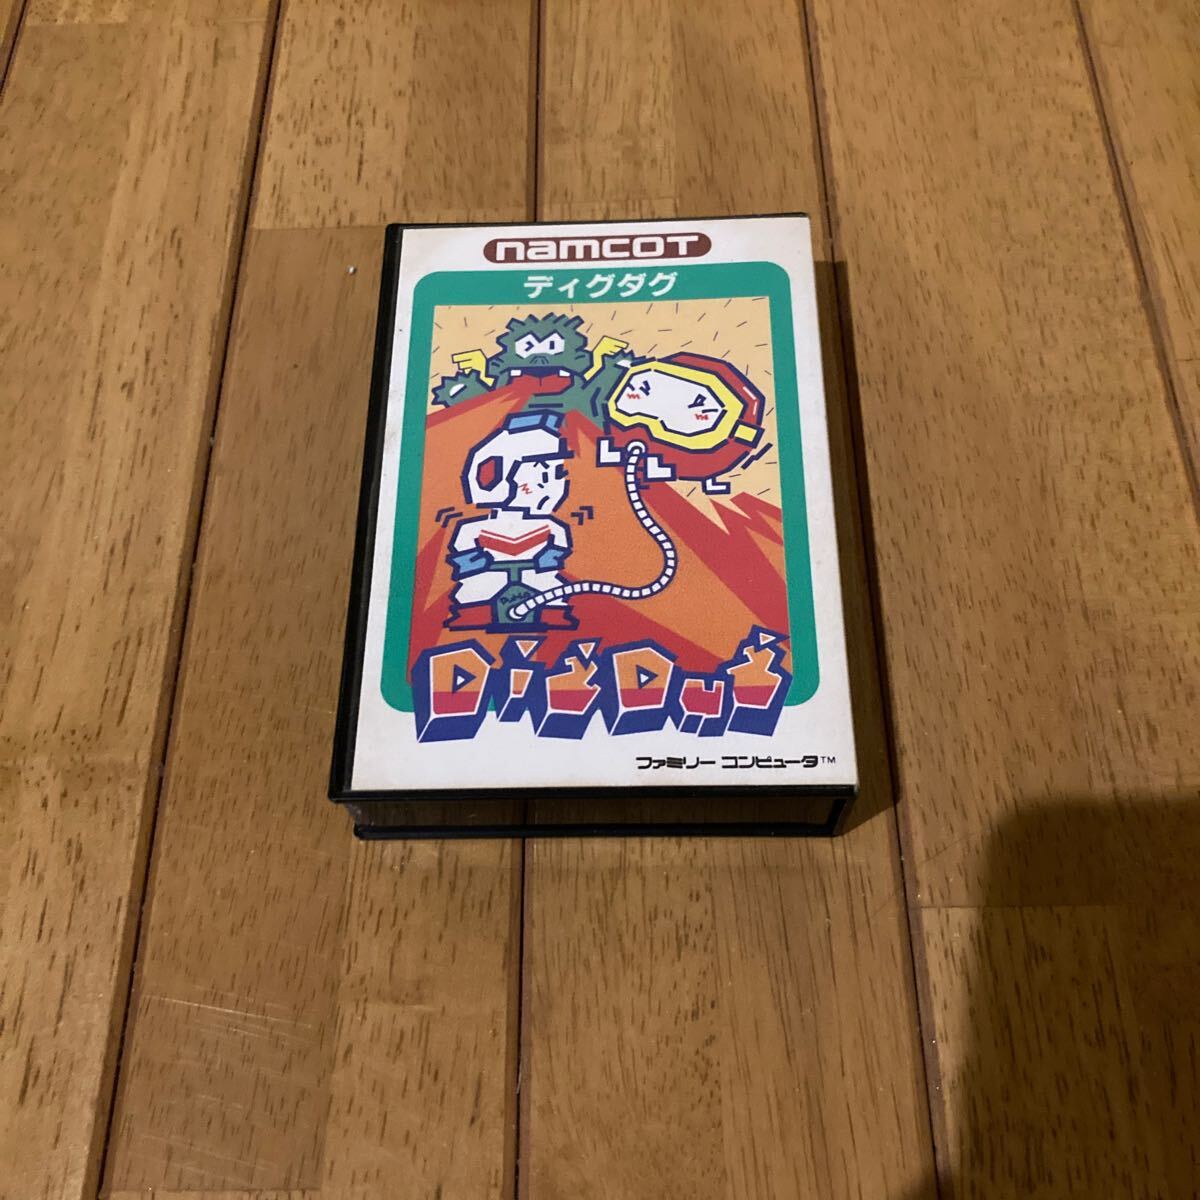 namcot
ディグダグ
DigDug
ファミリー コンピュータ™